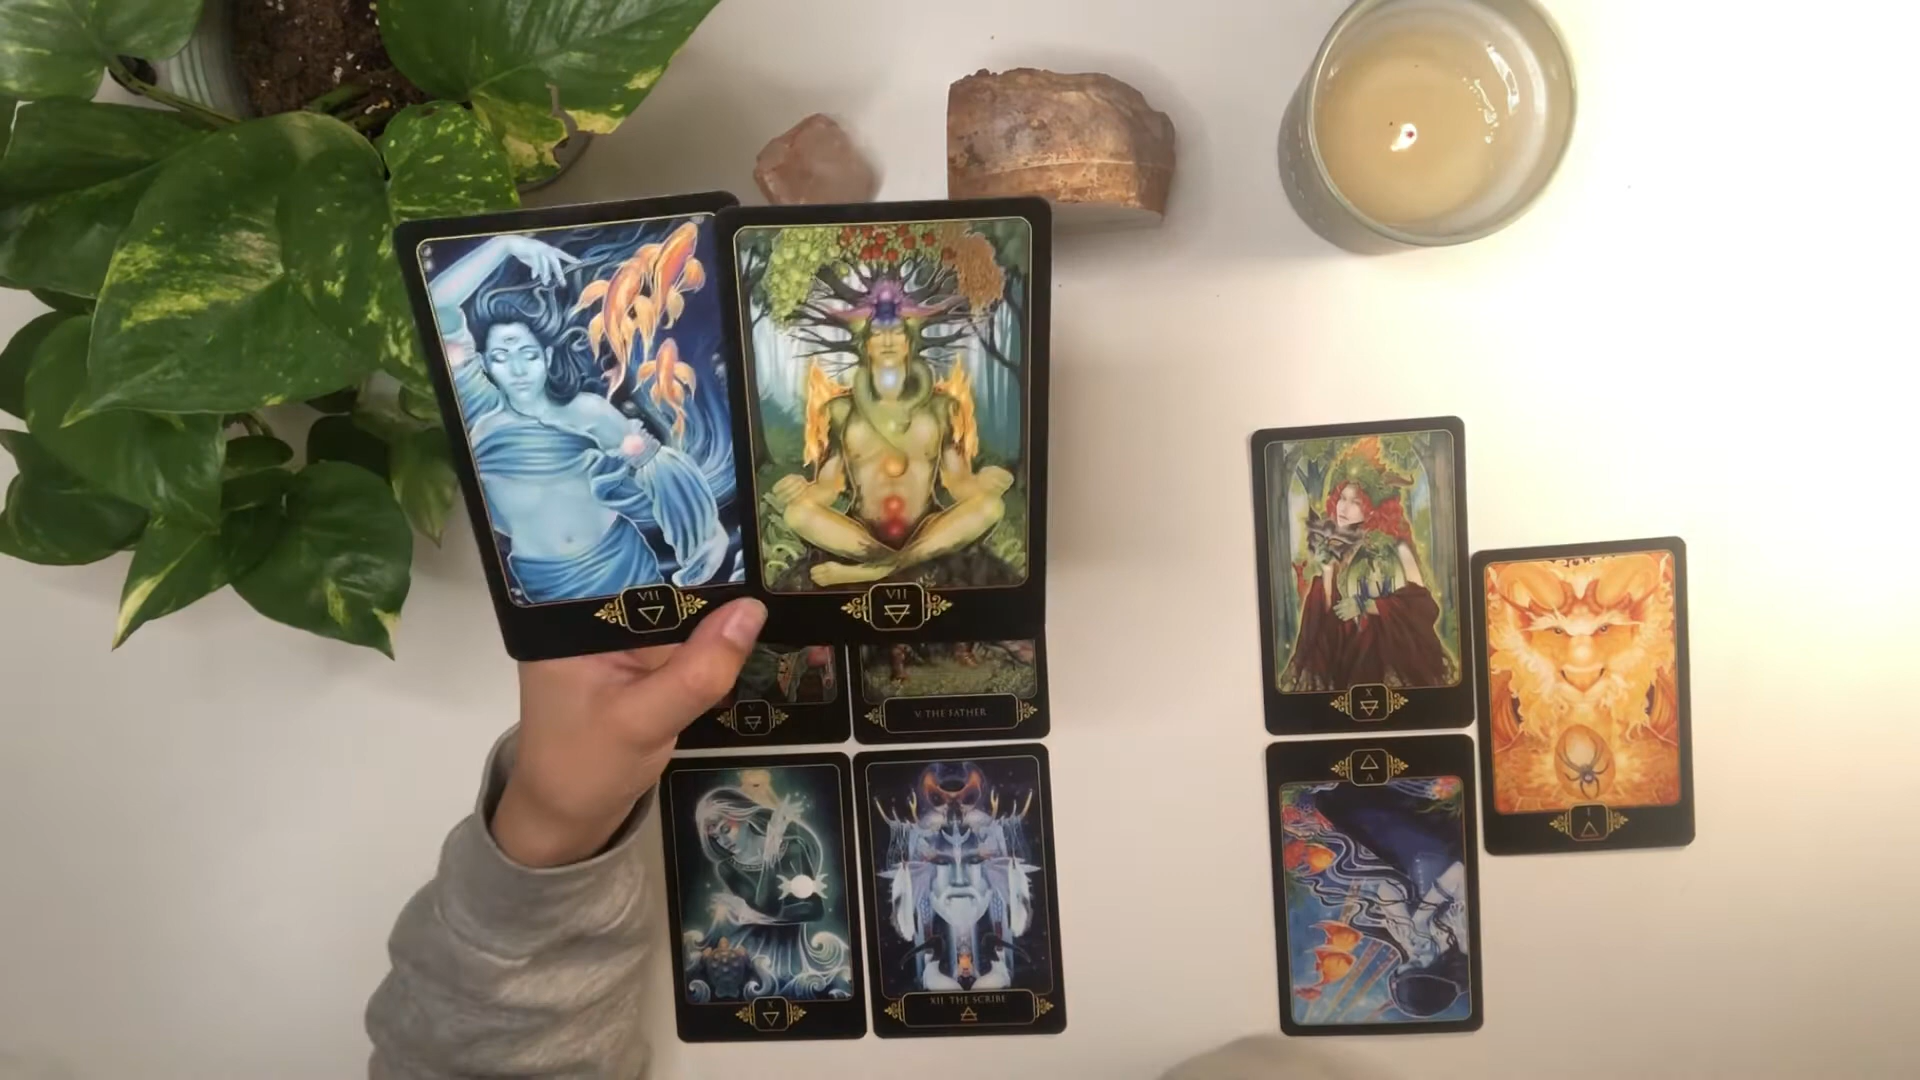 VII
VII
V
V. THE FATHER
X
XII. THE SCRIBE
X
V
I